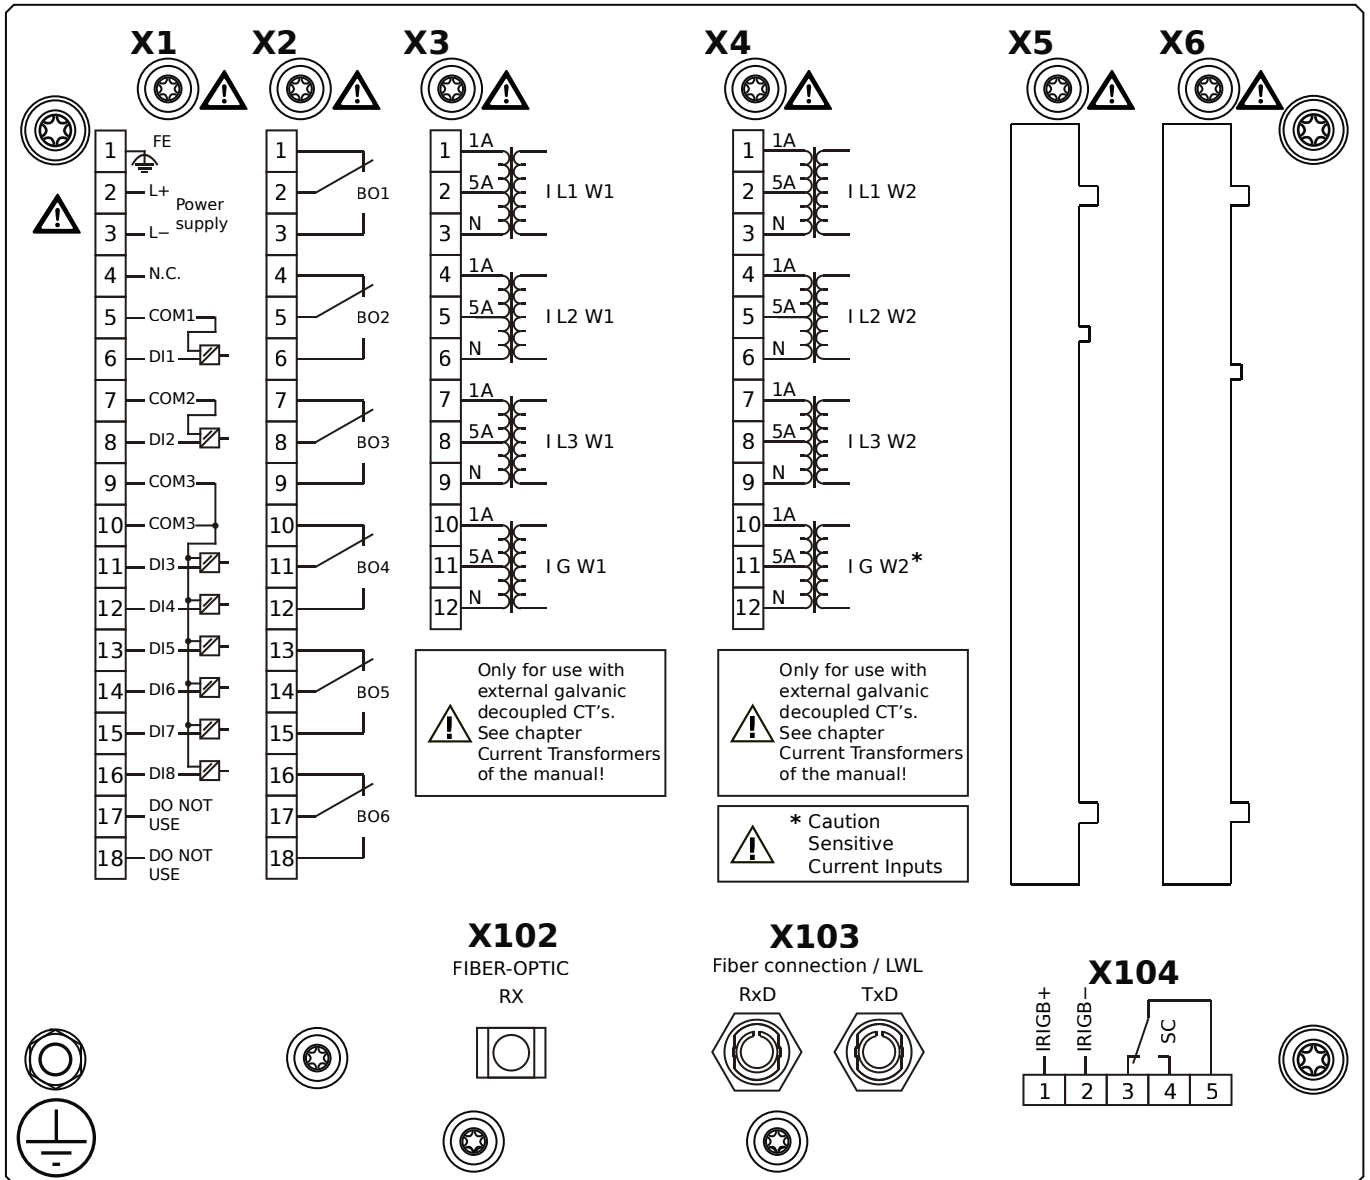 X1
X2
X3
X4
X5
X6
1
FE
2
L+
Power
supply
3
L−
4
N.C.
5
COM1
6
DI1
7
COM2
8
DI2
9
COM3
10
COM3
11
DI3
12
DI4
13
DI5
14
DI6
15
DI7
16
DI8
17
DO NOT
USE
18
DO NOT
USE
1
2
BO1
3
4
5
BO2
6
7
8
BO3
9
10
11
BO4
12
13
14
BO5
15
16
17
BO6
18
1
1A
2
5A
I L1 W1
3
N
4
1A
5
5A
I L2 W1
6
N
7
1A
8
5A
I L3 W1
9
N
10
1A
11
5A
I G W1
12
N
Only for use with
external galvanic
decoupled CT's.
See chapter
Current Transformers
of the manual!
1
1A
2
5A
I L1 W2
3
N
4
1A
5
5A
I L2 W2
6
N
7
1A
8
5A
I L3 W2
9
N
10
1A
11
5A
I G W2*
12
N
Only for use with
external galvanic
decoupled CT's.
See chapter
Current Transformers
of the manual!
* Caution
Sensitive
Current Inputs
X102
FIBER-OPTIC
RX
X103
Fiber connection / LWL
RxD
TxD
X104
IRIGB+
IRIGB−
SC
1
2
3
4
5